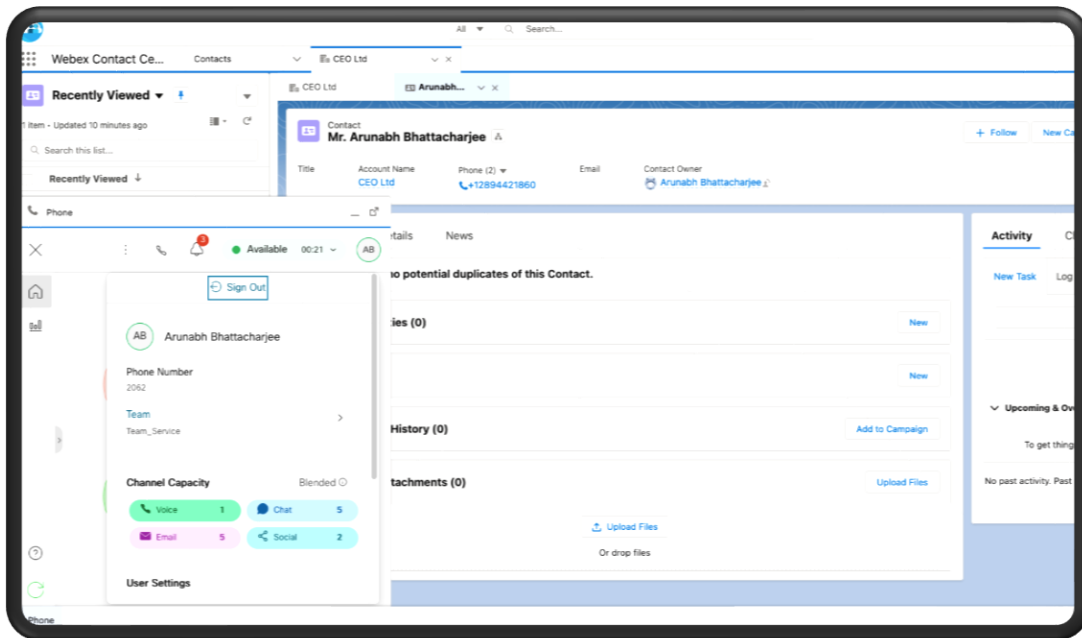 All Search...
Webex Contact Ce... Contacts CEO Ltd
Recently Viewed
1 item - Updated 10 minutes ago
Search this list...
Recently Viewed
CEO Ltd Arunabh...
Contact
Mr. Arunabh Bhattacharjee
+ Follow New Ca
Title Account Name Phone (2) Email Contact Owner
CEO Ltd +12894421860 Arunabh Bhattacharjee
Phone
3
Available 00:21 AB
Sign Out
AB Arunabh Bhattacharjee
Phone Number
2062
Team
Team_Service
Channel Capacity Blended
Voice 1 Chat 5
Email 5 Social 2
User Settings
etails News
no potential duplicates of this Contact.
ties (0) New
New
History (0) Add to Campaign
tachments (0) Upload Files
Upload Files
Or drop files
Activity C
New Task Log
Upcoming & Ove
To get thing
No past activity. Past
Phone